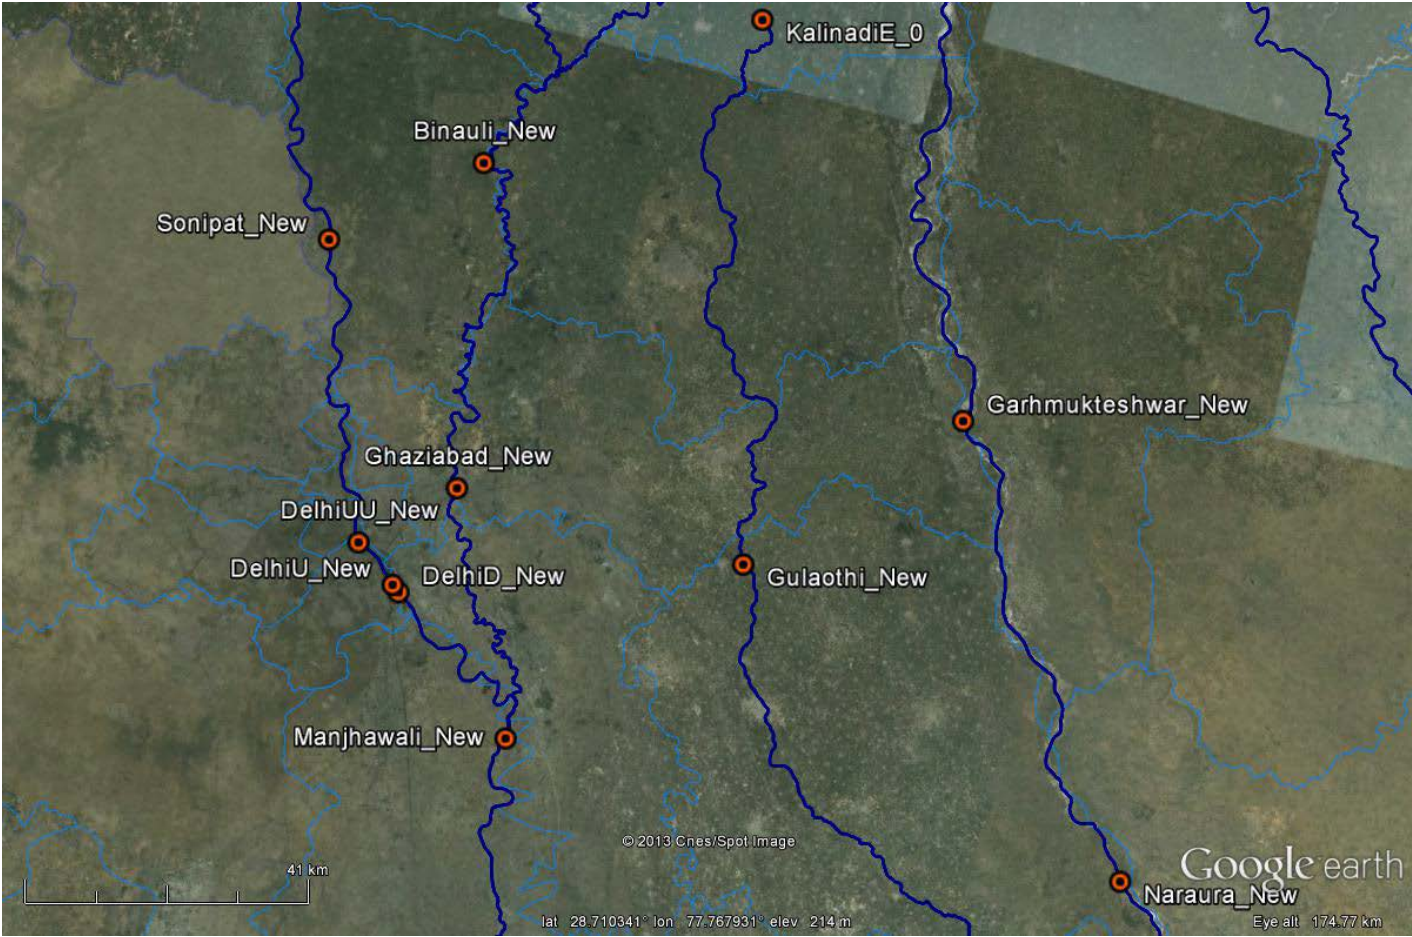 KalinadiE_0
Binauli_New
Sonipat_New
Garhmukteshwar_New
Ghaziabad_New
DelhiUU_New
DelhiU_New
DelhiD_New
Gulaothi_New
Manjhawali_New
© 2013 Cnes/Spot Image
Google earth
41 km
Naraura_New
lat 28.710341° lon 77.767931° elev 214 m
Eye alt 174.77 km